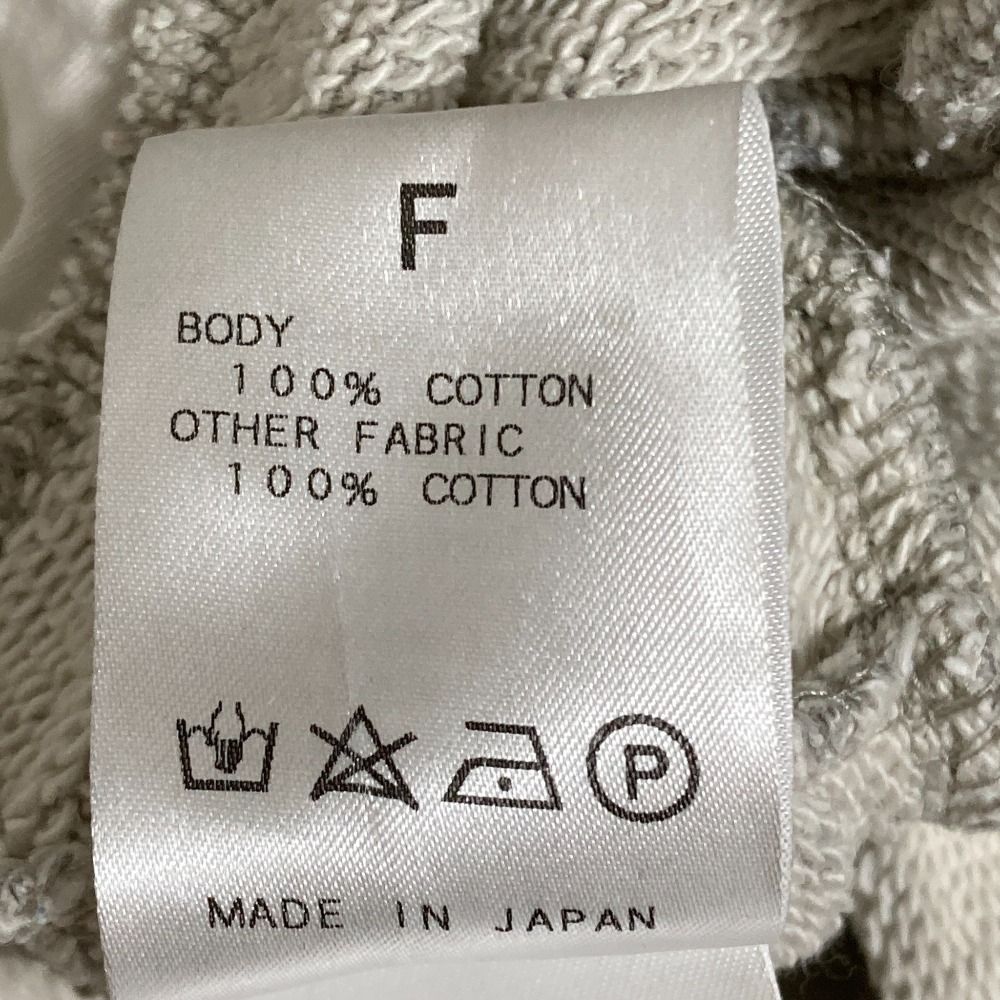 F
BODY
100% COTTON
OTHER FABRIC
100% COTTON
P
MADE IN JAPAN